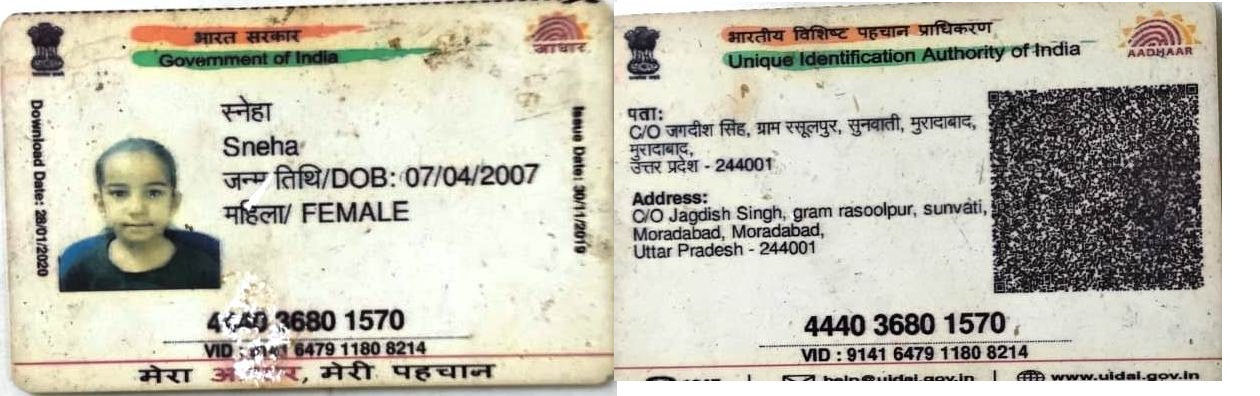 भारत सरकार
Government of India
आधार
Download Date: 28/01/2020
स्नेहा
Sneha
जन्म तिथि/DOB: 07/04/2007
महिला/ FEMALE
Issue Date: 30/11/2019
3680 1570
VID : 9141 6479 1180 8214
मेरा आधार, मेरी पहचान
भारतीय विशिष्ट पहचान प्राधिकरण
Unique Identification Authority of India
AADHAAR
पता:
C/O जगदीश सिंह, ग्राम रसूलपुर, सुनवाती, मुरादाबाद,
मुरादाबाद,
उत्तर प्रदेश - 244001
Address:
C/O Jagdish Singh, gram rasoolpur, sunvati,
Moradabad, Moradabad,
Uttar Pradesh - 244001
4440 3680 1570
VID : 9141 6479 1180 8214
help@uidai.gov.in
www.uidai.gov.in